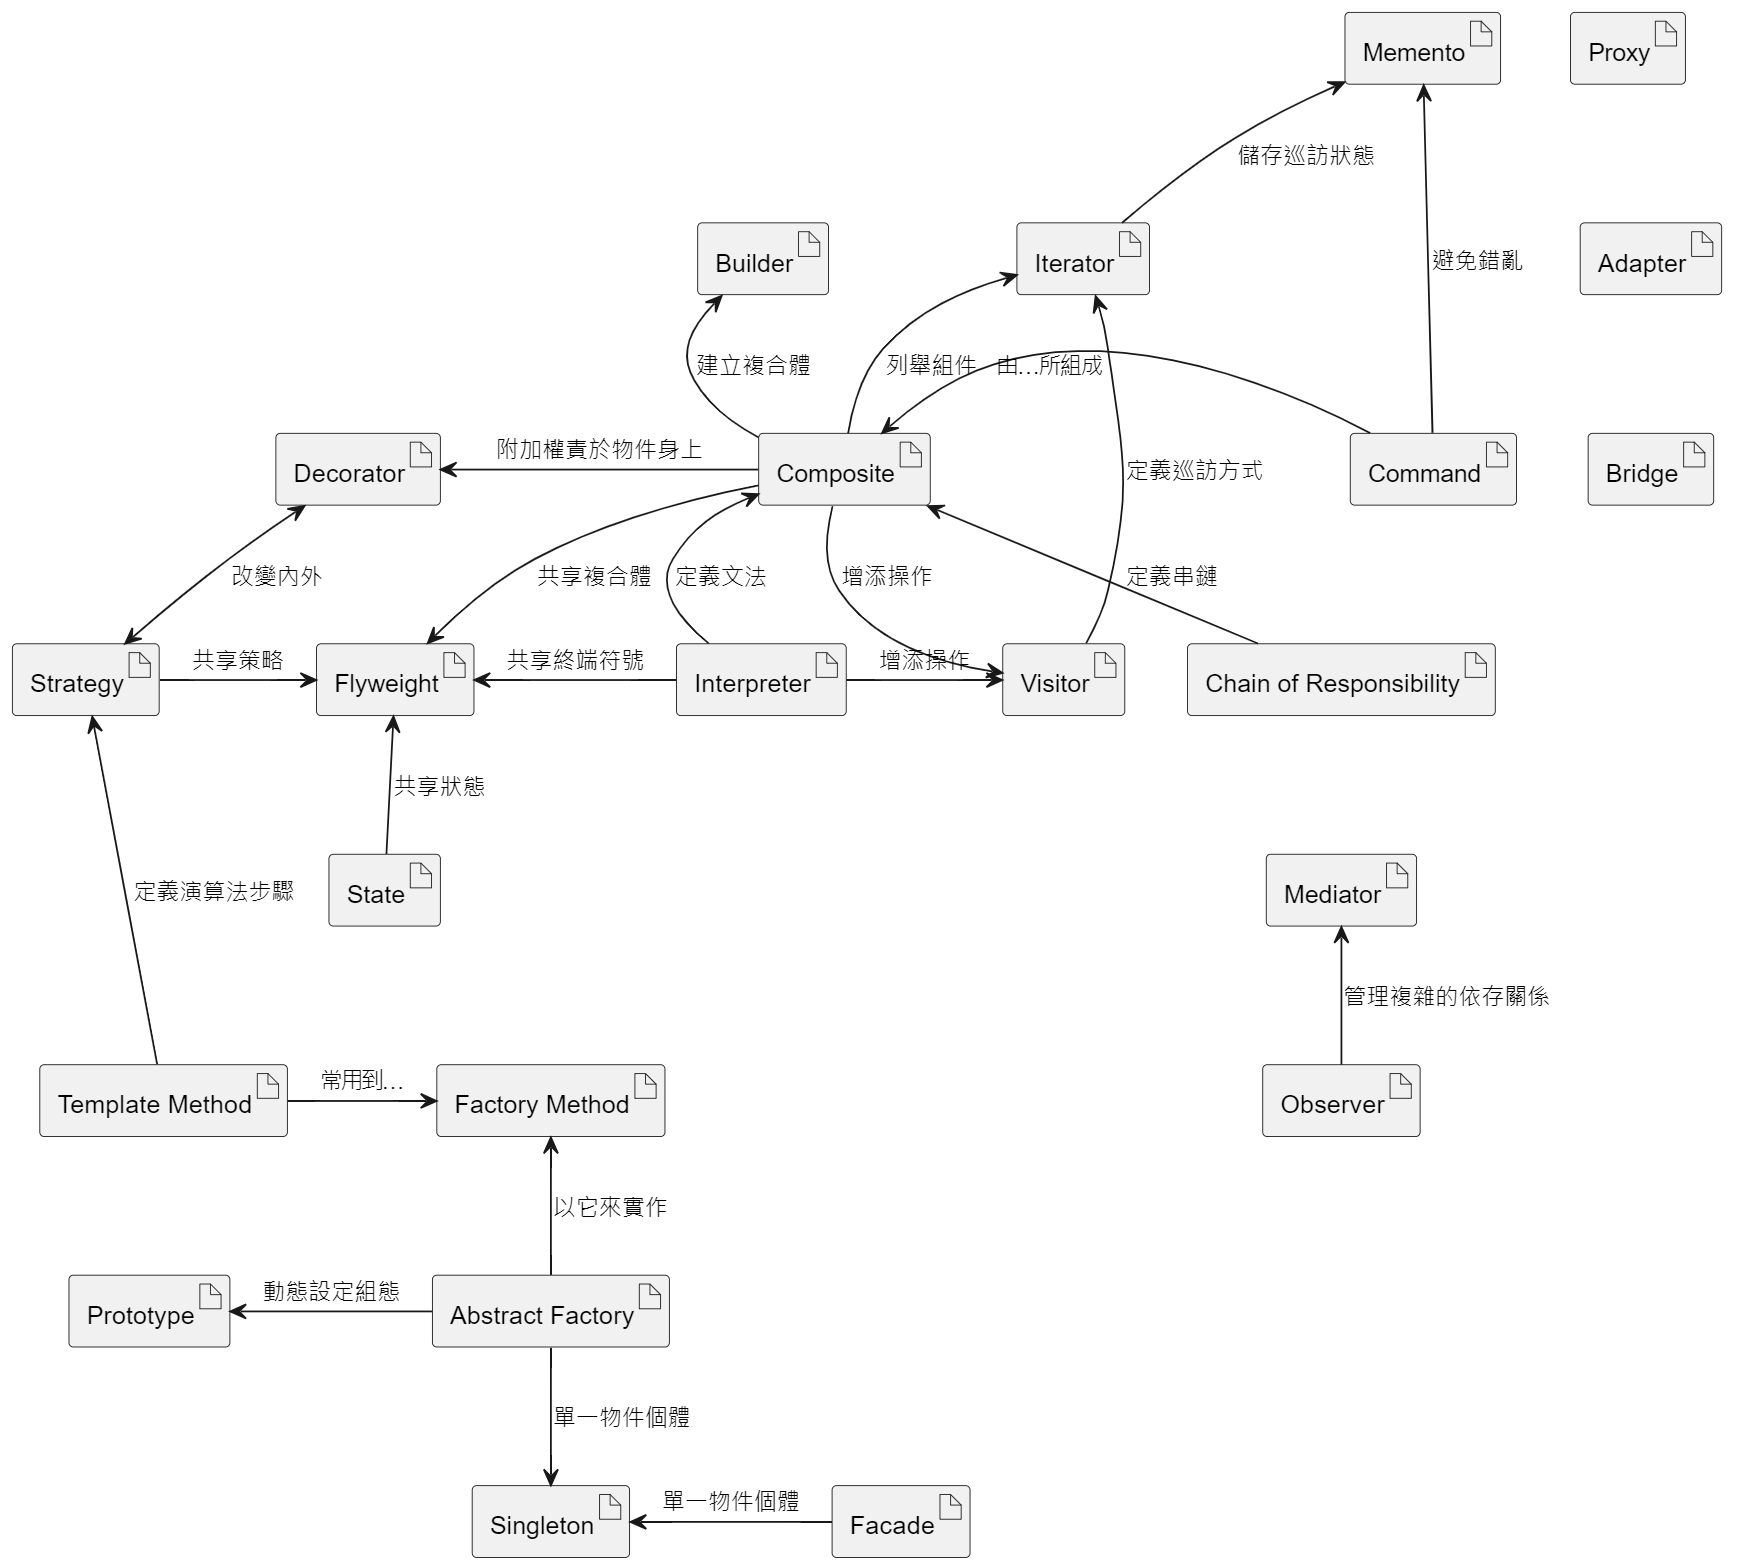 Memento
Proxy
儲存巡訪狀態
Builder
Iterator
避免錯亂
Adapter
建立複合體
列舉組件
由…所組成
Decorator
附加權責於物件身上
Composite
定義巡訪方式
Command
Bridge
改變內外
共享複合體
定義文法
增添操作
定義串鏈
Strategy
共享策略
Flyweight
共享終端符號
Interpreter
增添操作
Visitor
Chain of Responsibility
共享狀態
定義演算法步驟
State
Mediator
管理複雜的依存關係
Template Method
常用到…
Factory Method
Observer
以它來實作
Prototype
動態設定組態
Abstract Factory
單一物件個體
Singleton
單一物件個體
Facade